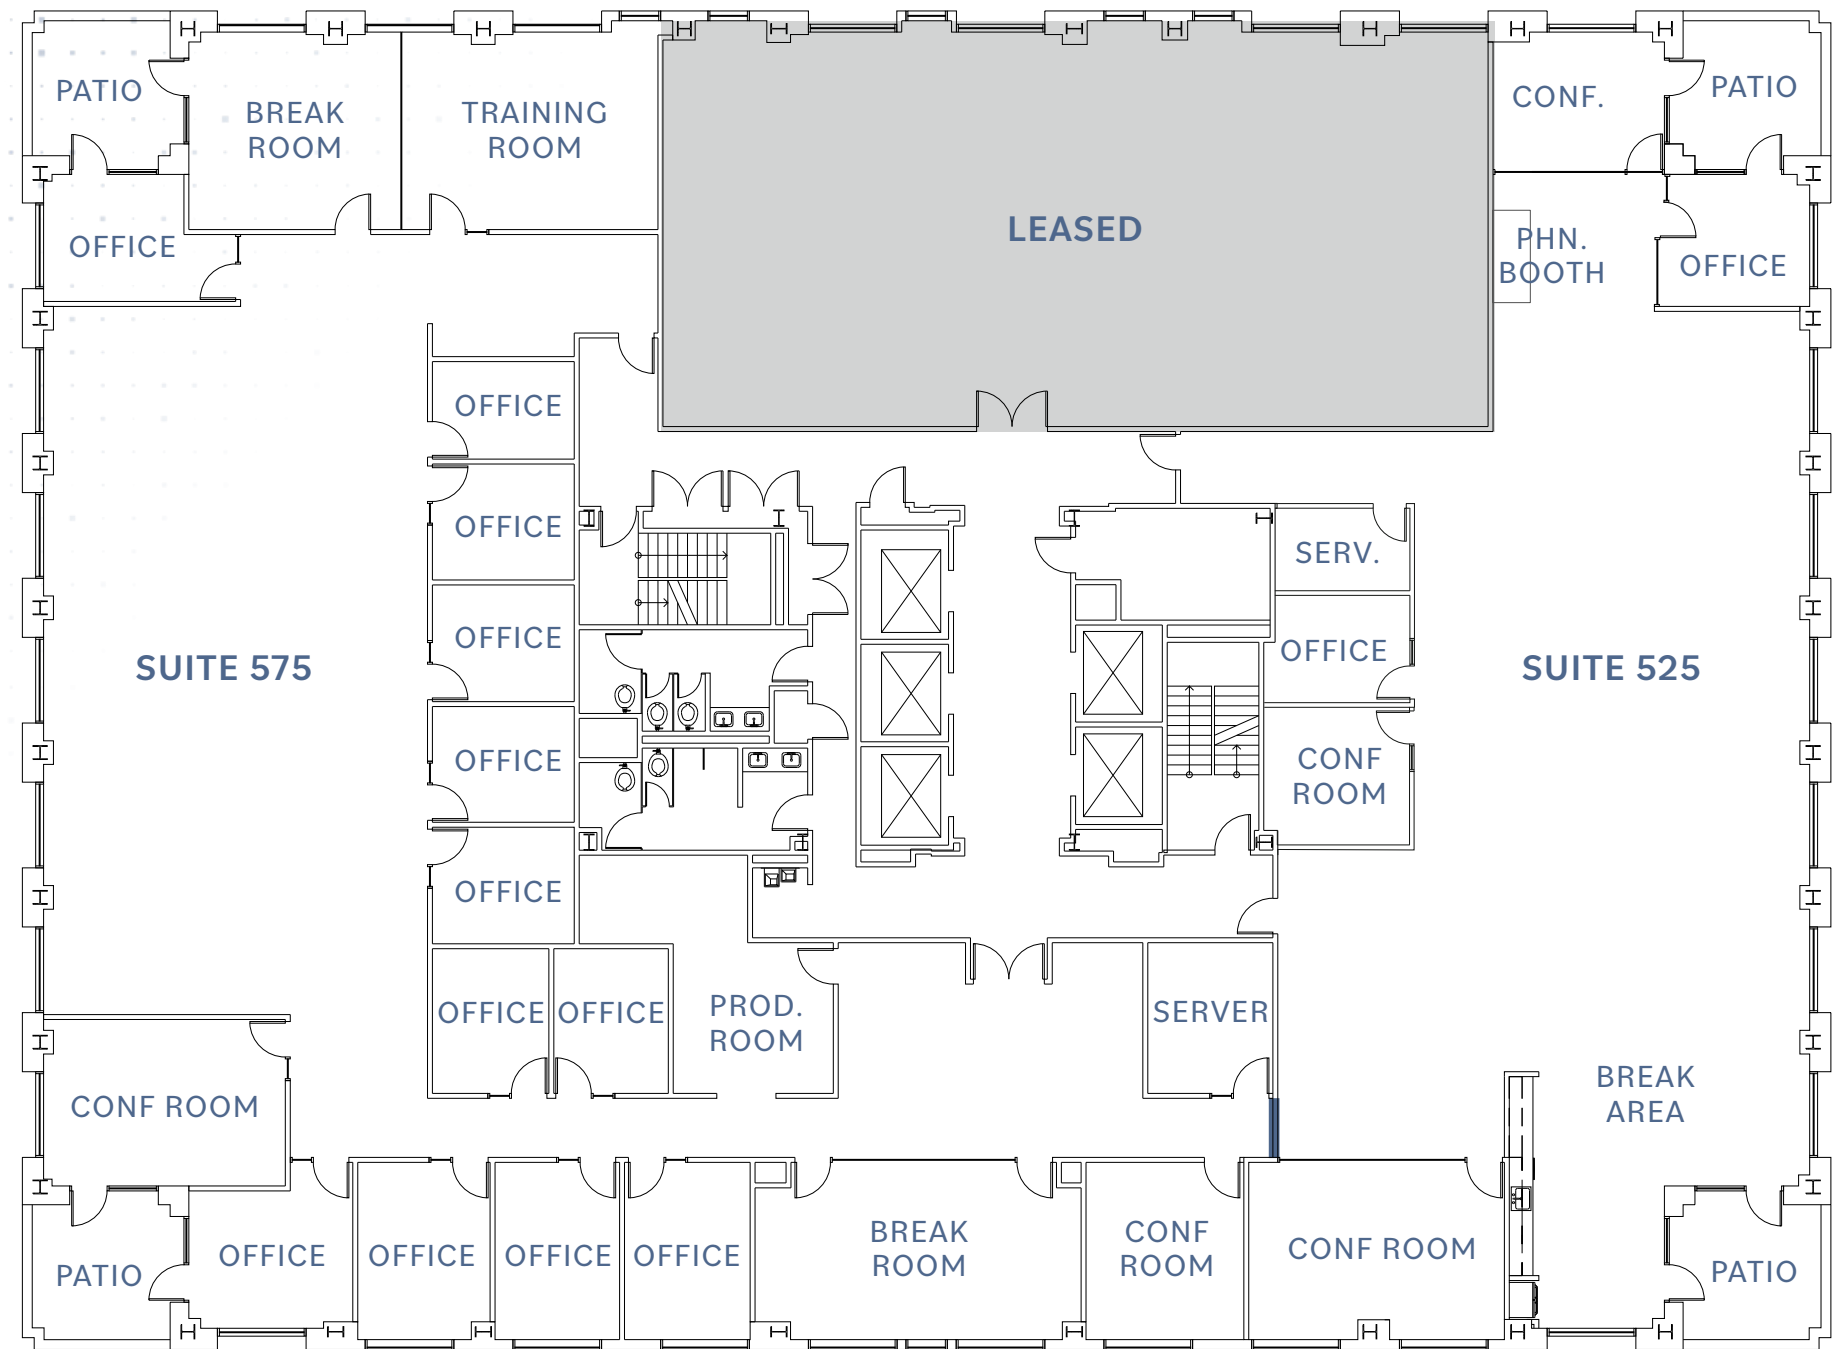 PATIO
BREAK
ROOM
TRAINING
ROOM
CONF.
PATIO
OFFICE
LEASED
PHN.
BOOTH
OFFICE
OFFICE
OFFICE
SERV.
OFFICE
OFFICE
SUITE 575
SUITE 525
OFFICE
CONF
ROOM
OFFICE
OFFICE
OFFICE
PROD.
ROOM
SERVER
CONF ROOM
BREAK
AREA
PATIO
OFFICE
OFFICE
OFFICE
OFFICE
BREAK
ROOM
CONF
ROOM
CONF ROOM
PATIO